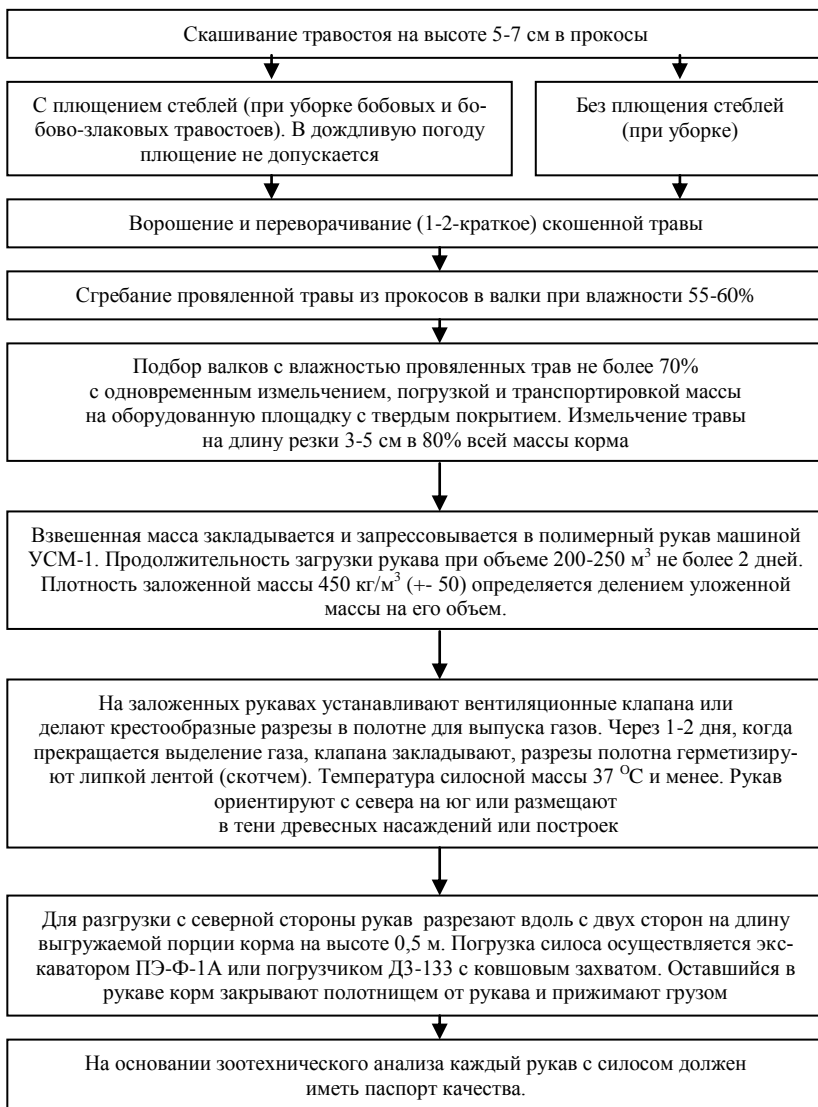 Скашивание травостоя на высоте 5-7 см в прокосы
С плющением стеблей (при уборке бобовых и бо-
бово-злаковых травостоев). В дождливую погоду
плющение не допускается
Без плющения стеблей
(при уборке)
Ворошение и переворачивание (1-2-краткое) скошенной травы
Сгребание провяленной травы из прокосов в валки при влажности 55-60%
Подбор валков с влажностью провяленных трав не более 70%
с одновременным измельчением, погрузкой и транспортировкой массы
на оборудованную площадку с твердым покрытием. Измельчение травы
на длину резки 3-5 см в 80% всей массы корма
Взвешенная масса закладывается и запрессовывается в полимерный рукав машиной
УСМ-1. Продолжительность загрузки рукава при объеме 200-250 м³ не более 2 дней.
Плотность заложенной массы 450 кг/м³ (+- 50) определяется делением уложенной
массы на его объем.
На заложенных рукавах устанавливают вентиляционные клапана или
делают крестообразные разрезы в полотне для выпуска газов. Через 1-2 дня, когда
прекращается выделение газа, клапана закладывают, разрезы полотна герметизиру-
ют липкой лентой (скотчем). Температура силосной массы 37 ᴼС и менее. Рукав
ориентируют с севера на юг или размещают
в тени древесных насаждений или построек
Для разгрузки с северной стороны рукав разрезают вдоль с двух сторон на длину
выгружаемой порции корма на высоте 0,5 м. Погрузка силоса осуществляется экс-
каватором ПЭ-Ф-1А или погрузчиком ДЗ-133 с ковшовым захватом. Оставшийся в
рукаве корм закрывают полотнищем от рукава и прижимают грузом
На основании зоотехнического анализа каждый рукав с силосом должен
иметь паспорт качества.